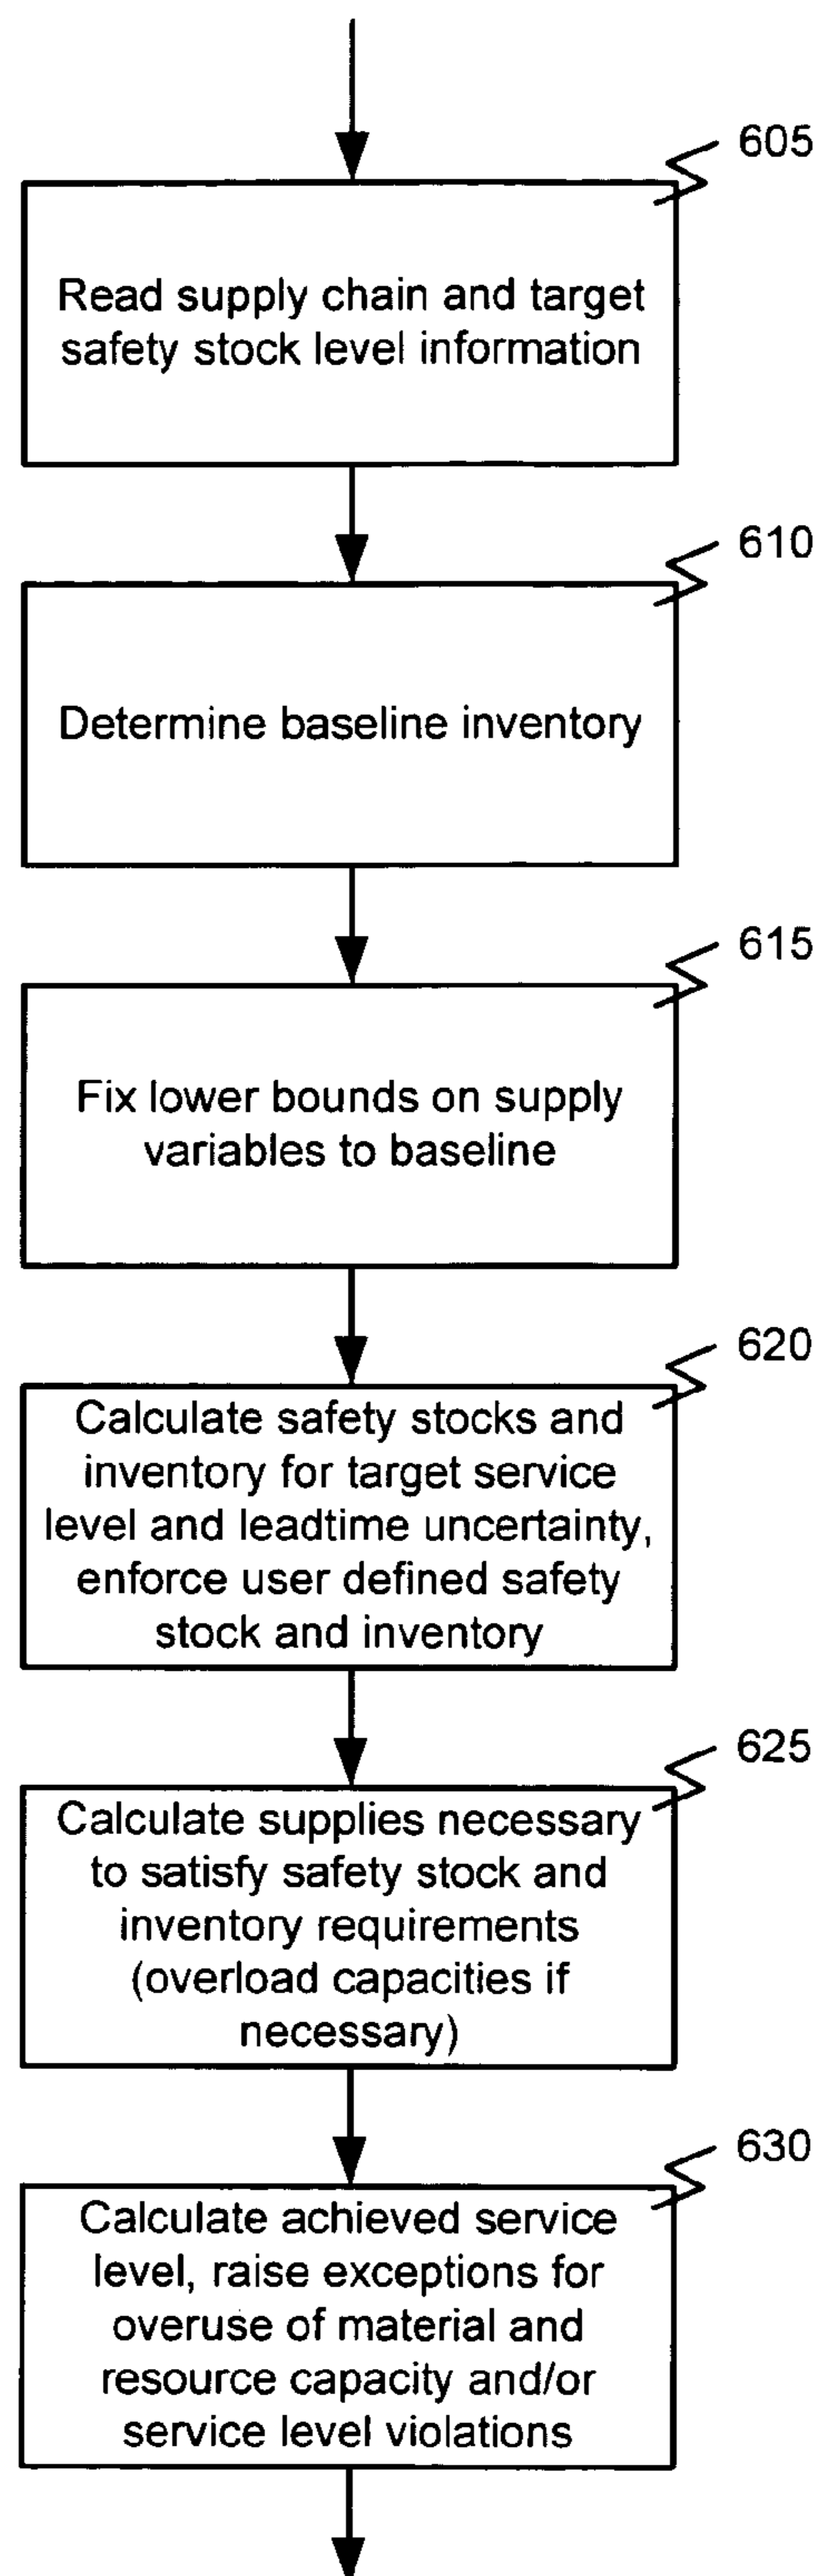 605
Read supply chain and target
safety stock level information
610
Determine baseline inventory
615
Fix lower bounds on supply
variables to baseline
620
Calculate safety stocks and
inventory for target service
level and leadtime uncertainty,
enforce user defined safety
stock and inventory
625
Calculate supplies necessary
to satisfy safety stock and
inventory requirements
(overload capacities if
necessary)
630
Calculate achieved service
level, raise exceptions for
overuse of material and
resource capacity and/or
service level violations